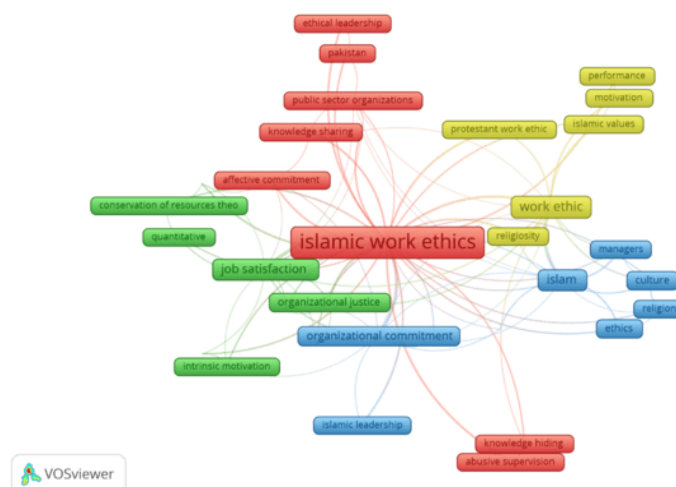 ethical leadership
pakistan
performance
motivation
public sector organizations
islamic values
protestant work ethic
knowledge sharing
affective commitment
conservation of resources theo
work ethic
quantitative
religiosity
islamic work ethics
managers
job satisfaction
islam
culture
organizational justice
religion
ethics
organizational commitment
intrinsic motivation
islamic leadership
knowledge hiding
abusive supervision
VOSviewer